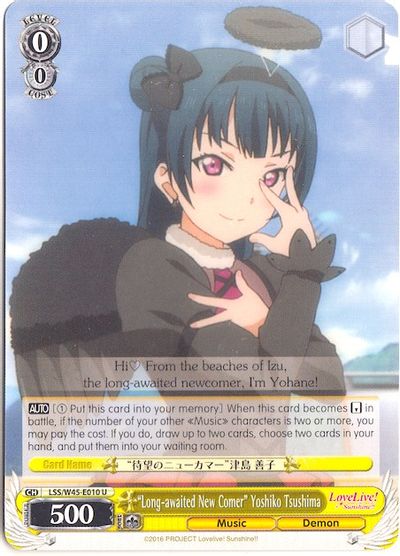 LEVEL
0
0
COST
Hi♡ From the beaches of Izu,
the long-awaited newcomer, I'm Yohane!
AUTO [① Put this card into your memory] When this card becomes
in battle, if the number of your other «Music» characters is two or more,
you may pay the cost. If you do, draw up to two cards, choose two cards
in your hand, and put them into your waiting room.
Card Name
"待望のニューカマー"津島 善子
CH LSS/W45-E010 U
"Long-awaited New Comer" Yoshiko Tsushima
LoveLive!
Sunshine!!
500
Music
Demon
©2016 PROJECT Lovelive! Sunshine!!